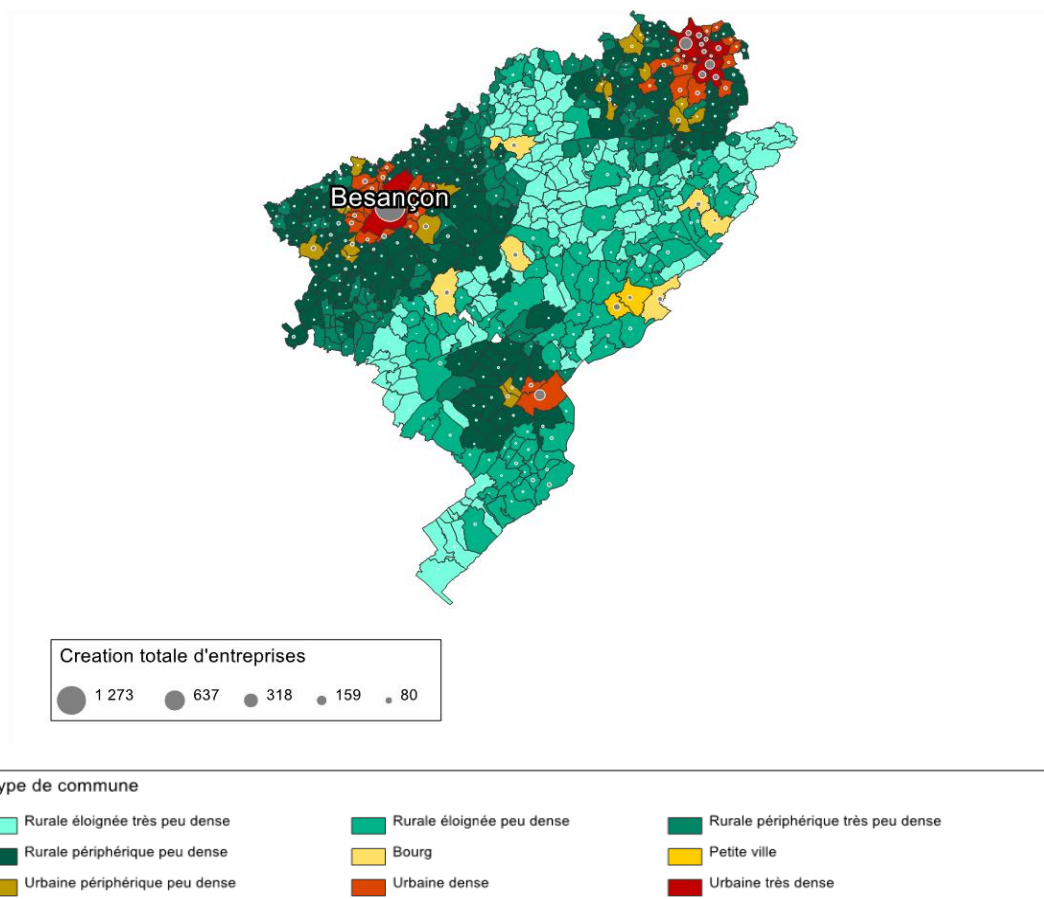 Besançon
Creation totale d'entreprises
1 273 637 318 159 80
ype de commune
Rurale éloignée très peu dense Rurale éloignée peu dense Rurale périphérique très peu dense
Rurale périphérique peu dense Bourg Petite ville
Urbaine périphérique peu dense Urbaine dense Urbaine très dense